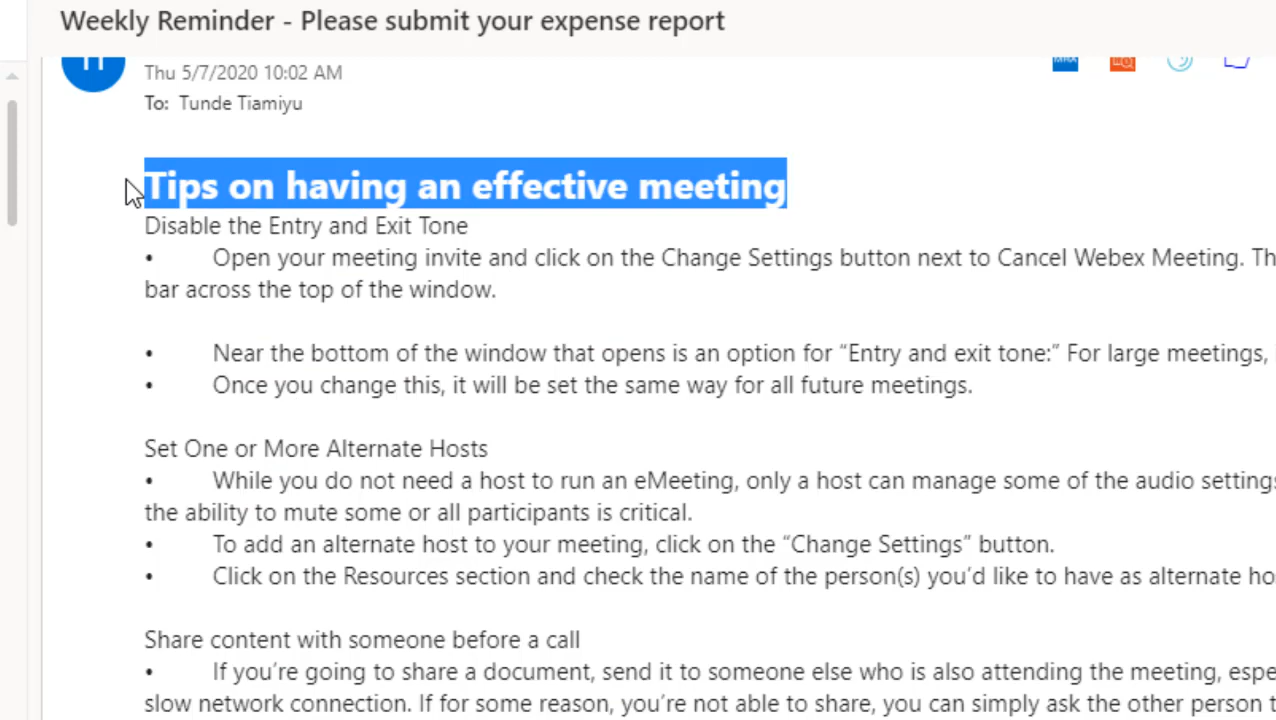 Weekly Reminder - Please submit your expense report
Thu 5/7/2020 10:02 AM
To: Tunde Tiamiyu
Tips on having an effective meeting
Disable the Entry and Exit Tone
• Open your meeting invite and click on the Change Settings button next to Cancel Webex Meeting.
bar across the top of the window.
• Near the bottom of the window that opens is an option for “Entry and exit tone:” For large meetings,
• Once you change this, it will be set the same way for all future meetings.
Set One or More Alternate Hosts
• While you do not need a host to run an eMeeting, only a host can manage some of the audio settings
the ability to mute some or all participants is critical.
• To add an alternate host to your meeting, click on the “Change Settings” button.
• Click on the Resources section and check the name of the person(s) you’d like to have as alternate
Share content with someone before a call
• If you’re going to share a document, send it to someone else who is also attending the meeting,
slow network connection. If for some reason, you’re not able to share, you can simply ask the other person